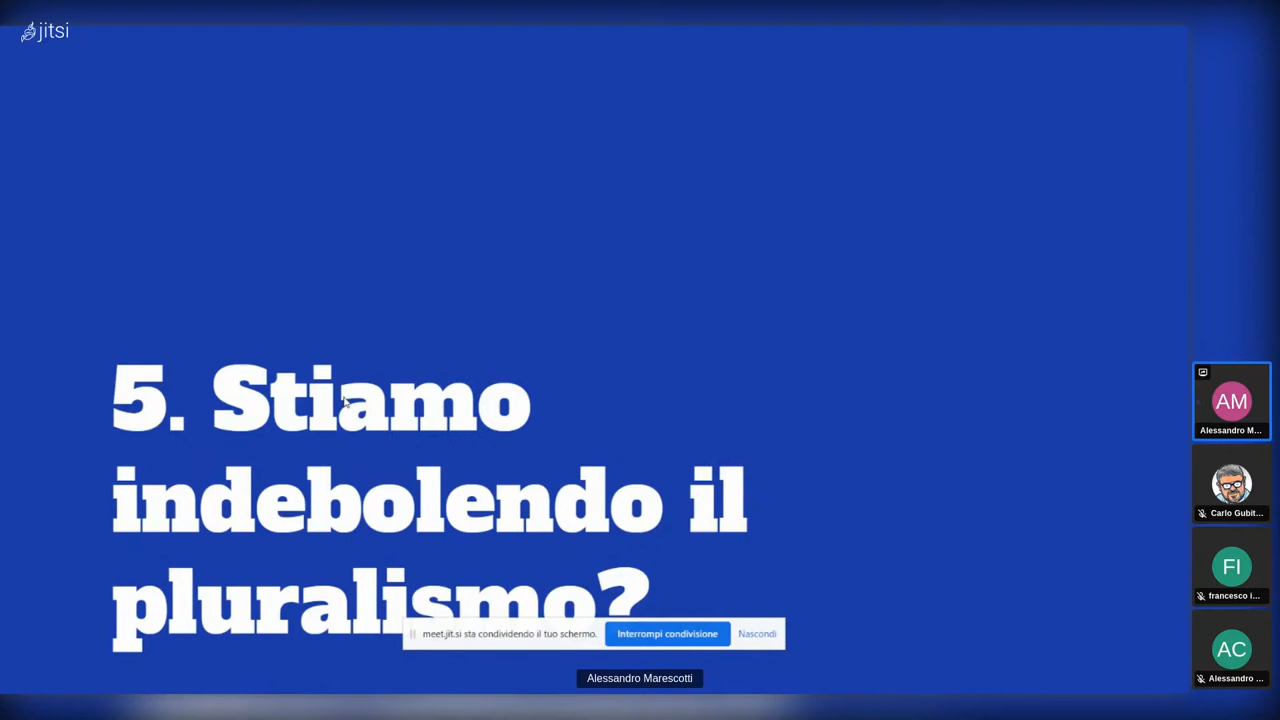 jitsi
5. Stiamo
indebolendo il
pluralismo?
meet.jit.si sta condividendo il tuo schermo.
Interrompi condivisione
Nascondi
Alessandro Marescotti
AM
Alessandro M...
Carlo Gubit...
FI
francesco i...
AC
Alessandro ...